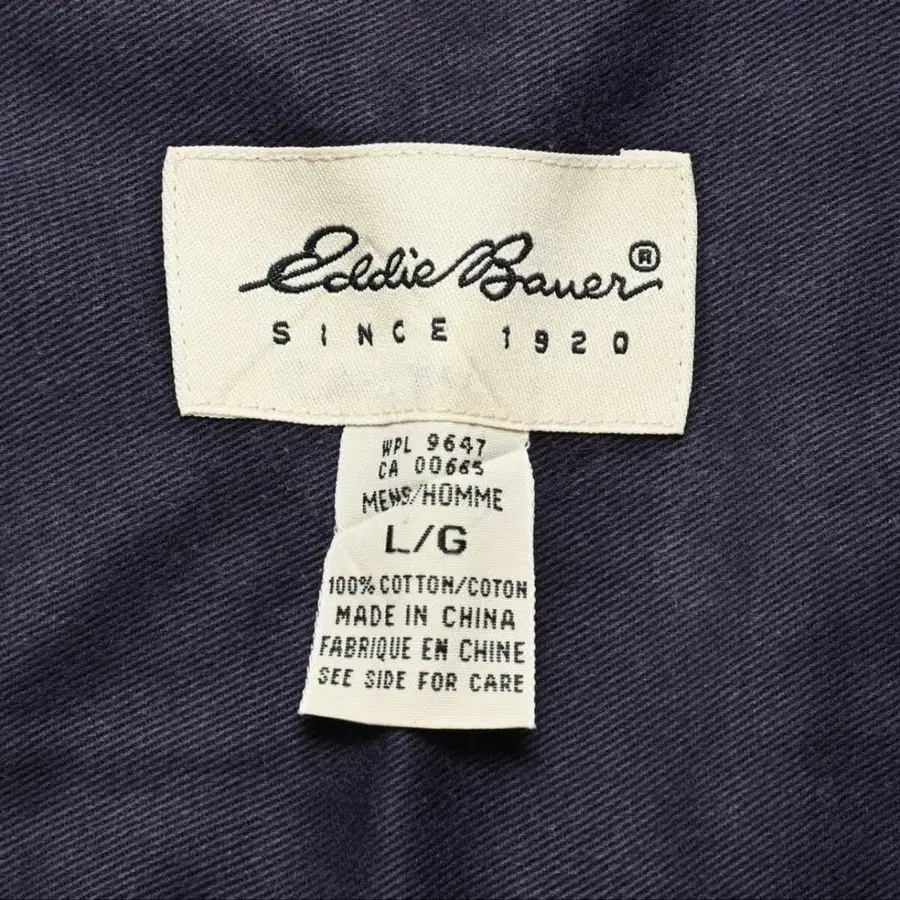 Eddie Bauer®
SINCE 1920
WPL 9647
CA 00665
MENS/HOMME
L/G
100% COTTON/COTON
MADE IN CHINA
FABRIQUE EN CHINE
SEE SIDE FOR CARE